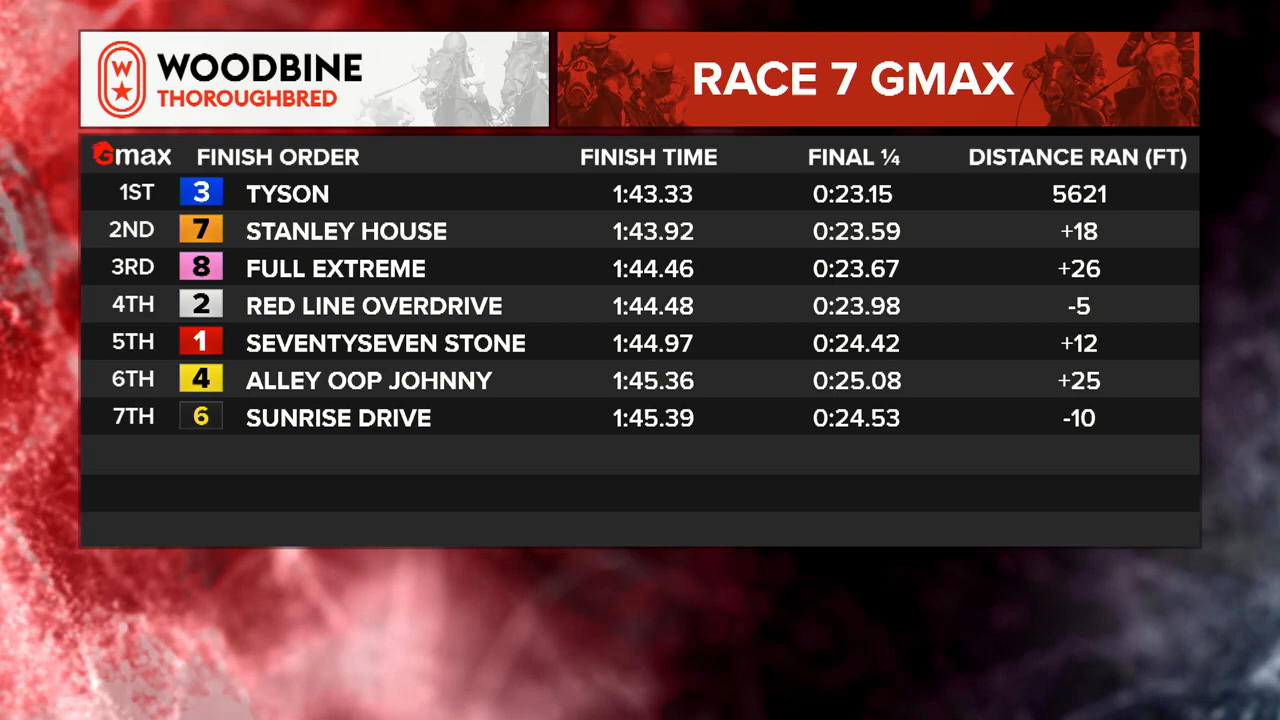 W
WOODBINE
THOROUGHBRED
RACE 7 GMAX
Gmax FINISH ORDER FINISH TIME FINAL ¼ DISTANCE RAN (FT)
1ST 3 TYSON 1:43.33 0:23.15 5621
2ND 7 STANLEY HOUSE 1:43.92 0:23.59 +18
3RD 8 FULL EXTREME 1:44.46 0:23.67 +26
4TH 2 RED LINE OVERDRIVE 1:44.48 0:23.98 -5
5TH 1 SEVENTYSEVEN STONE 1:44.97 0:24.42 +12
6TH 4 ALLEY OOP JOHNNY 1:45.36 0:25.08 +25
7TH 6 SUNRISE DRIVE 1:45.39 0:24.53 -10